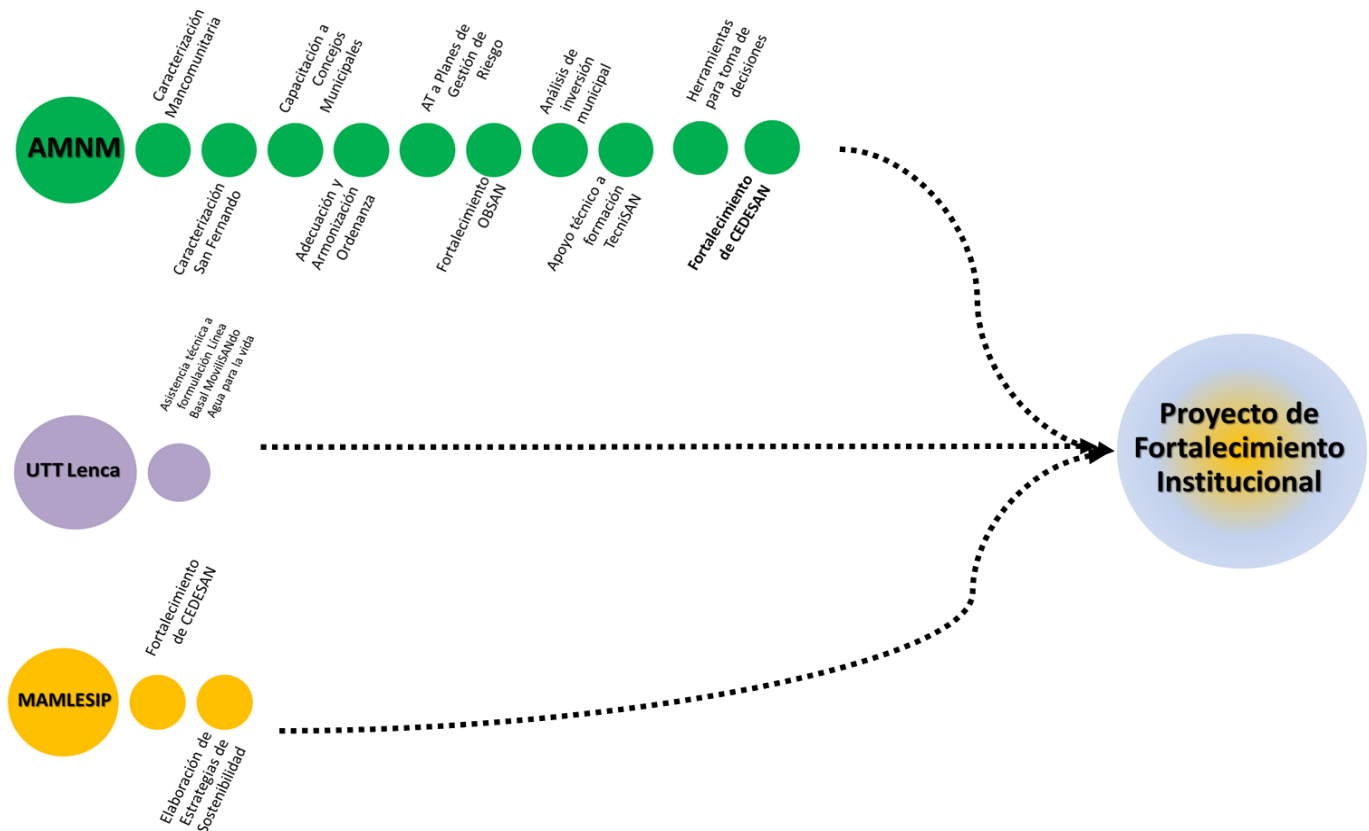 AMNM
Caracterización
Mancomunitaria
Caracterización
San Fernando
Capacitación a
Concejos
Municipales
Adecuación y
Armonización
Ordenanza
AT a Planes de
Gestión de
Riesgo
Fortalecimiento
OBSAN
Análisis de
inversión
municipal
Apoyo técnico a
formación
TecniSAN
Herramientas
para toma de
decisiones
Fortalecimiento
de CEDESAN
UTT Lenca
Asistencia técnica a
formulación Línea
Basal MoviliSANdo
Agua para la vida
MAMLESIP
Fortalecimiento
de CEDESAN
Elaboración de
Estrategias de
Sostenibilidad
Proyecto de
Fortalecimiento
Institucional